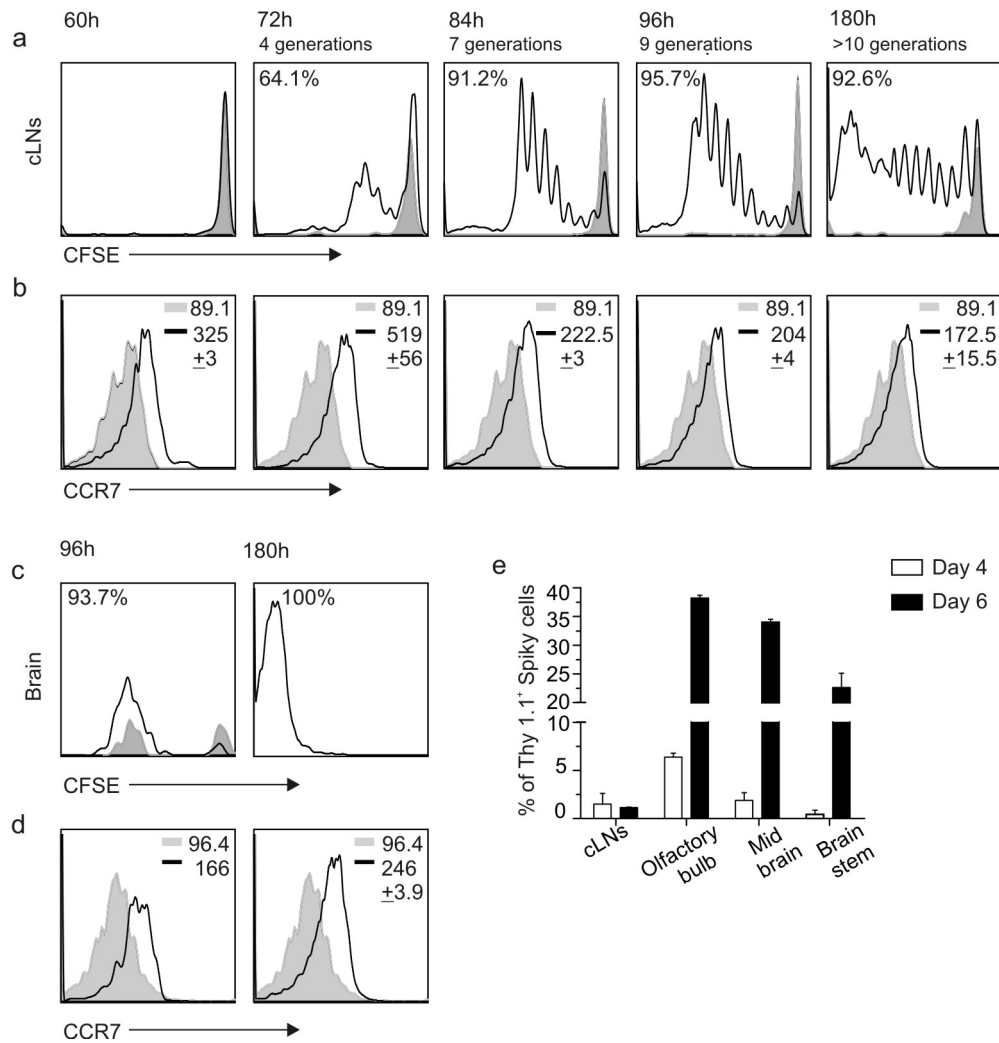 60h
72h
84h
96h
180h
4 generations
7 generations
9 generations
>10 generations
a
cLNs
64.1%
91.2%
95.7%
92.6%
CFSE
b
89.1
325
±3
89.1
519
±56
89.1
222.5
±3
89.1
204
±4
89.1
172.5
±15.5
CCR7
96h
180h
c
Brain
93.7%
100%
CFSE
d
96.4
166
96.4
246
±3.9
CCR7
e
Day 4
Day 6
% of Thy 1.1+ Spiky cells
40
35
30
25
20
10
5
0
cLNs
Olfactory
bulb
Mid
brain
Brain
stem